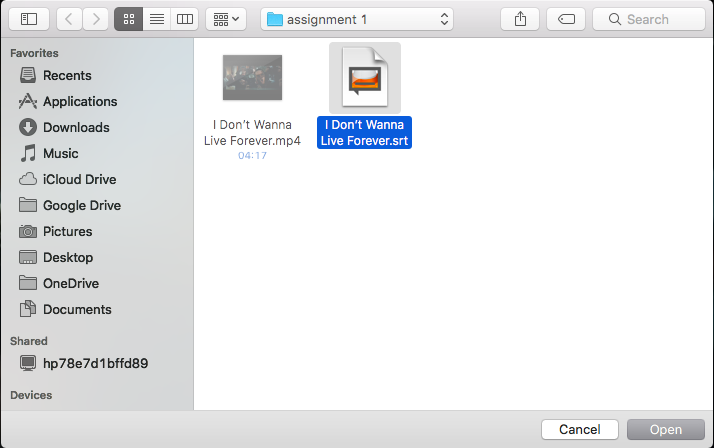 assignment 1
Search
Favorites
Recents
Applications
Downloads
Music
iCloud Drive
Google Drive
Pictures
Desktop
OneDrive
Documents
Shared
hp78e7d1bffd89
Devices
I Don’t Wanna
Live Forever.mp4
04:17
I Don’t Wanna
Live Forever.srt
Cancel
Open